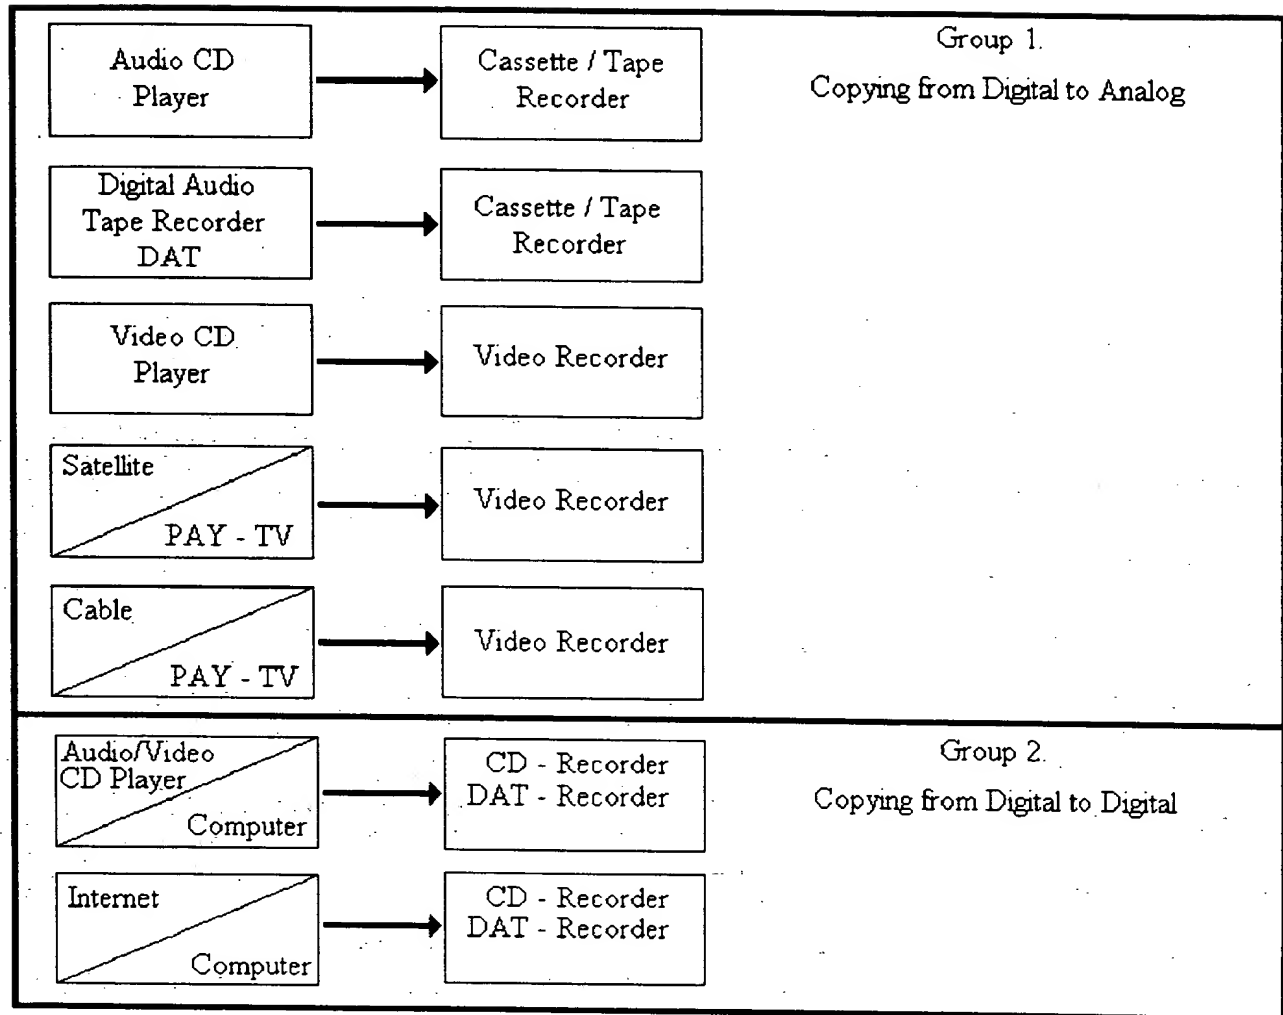 Audio CD
Player
Cassette / Tape
Recorder
Group 1.
Copying from Digital to Analog
Digital Audio
Tape Recorder
DAT
Cassette / Tape
Recorder
Video CD
Player
Video Recorder
Satellite
PAY - TV
Video Recorder
Cable
PAY - TV
Video Recorder
Audio/Video
CD Player
Computer
CD - Recorder
DAT - Recorder
Group 2.
Copying from Digital to Digital
Internet
Computer
CD - Recorder
DAT - Recorder